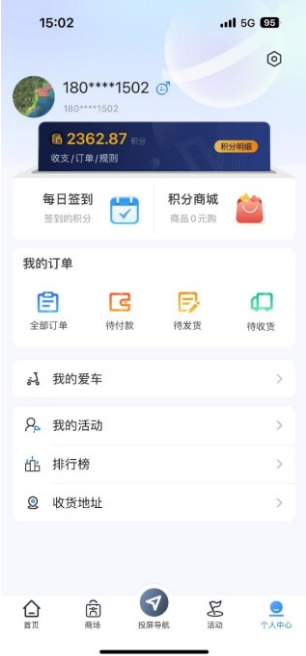 15:02
5G 95
180****1502
180****1502
2362.87 积分
收支/订单/规则
积分明细
每日签到
签到的积分
积分商城
商品0元购
我的订单
全部订单
待付款
待发货
待收货
我的爱车
我的活动
排行榜
收货地址
首页
商场
投屏导航
活动
个人中心